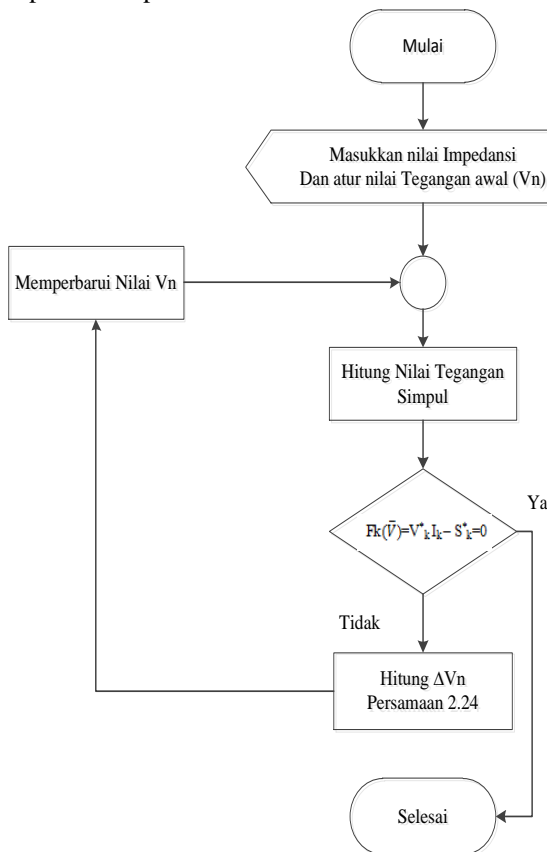 Mulai
Masukkan nilai Impedansi
Dan atur nilai Tegangan awal (Vn)
Memperbarui Nilai Vn
Hitung Nilai Tegangan
Simpul
Ya
Fk(V̄)=V*ₖIₖ– S*ₖ=0
Tidak
Hitung ΔVn
Persamaan 2.24
Selesai